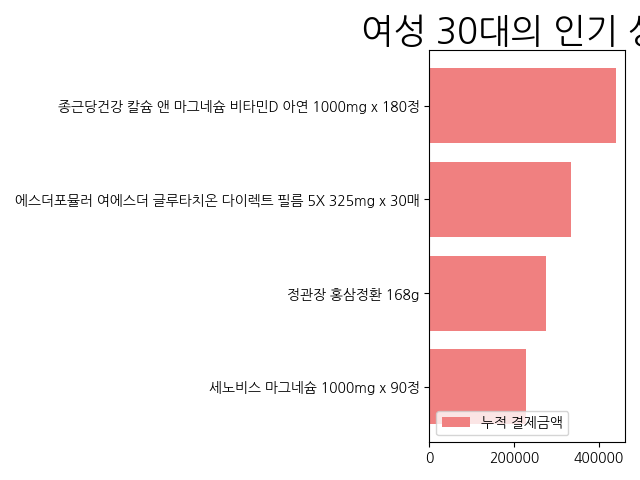 여성 30대의 인기
종근당건강 칼슘 앤 마그네슘 비타민D 아연 1000mg x 180정
에스더포뮬러 여에스더 글루타치온 다이렉트 필름 5X 325mg x 30매
정관장 홍삼정환 168g
세노비스 마그네슘 1000mg x 90정
누적 결제금액
0 200000 400000